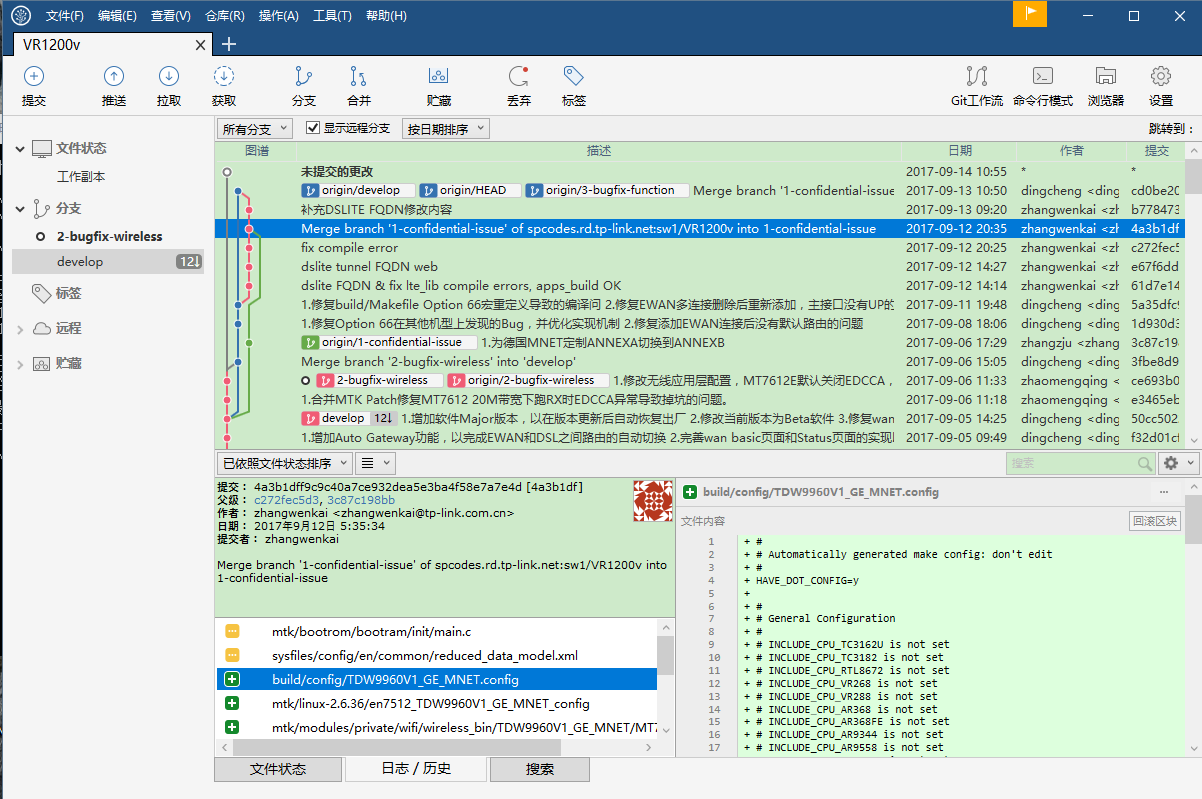 文件(F) 编辑(E) 查看(V) 仓库(R) 操作(A) 工具(T) 帮助(H)
VR1200v
提交 推送 拉取 获取 分支 合并 贮藏 丢弃 标签 Git工作流 命令行模式 浏览器 设置
文件状态
工作副本
分支
2-bugfix-wireless
develop 12↓
标签
远程
贮藏
所有分支 显示远程分支 按日期排序 跳转到：
图谱 描述 日期 作者 提交
未提交的更改 2017-09-14 10:55 * *
origin/develop origin/HEAD origin/3-bugfix-function Merge branch '1-confidential-issue 2017-09-13 10:50 dingcheng <ding cd0be20
补充DSLITE FQDN修改内容 2017-09-13 09:20 zhangwenkai <zh b778473
Merge branch '1-confidential-issue' of spcodes.rd.tp-link.net:sw1/VR1200v into 1-confidential-issue 2017-09-12 20:35 zhangwenkai <zh 4a3b1df
fix compile error 2017-09-12 20:25 zhangwenkai <zh c272fec5
dslite tunnel FQDN web 2017-09-12 14:27 zhangwenkai <zh e67f6dd
dslite FQDN & fix lte_lib compile errors, apps_build OK 2017-09-12 14:14 zhangwenkai <zh 61d7e14
1.修复build/Makefile Option 66宏重定义导致的编译问 2.修复EWAN多连接删除后重新添加，主接口没有UP的 2017-09-11 19:48 dingcheng <ding 5a35dfc
1.修复Option 66在其他机型上发现的Bug，并优化实现机制 2.修复添加EWAN连接后没有默认路由的问题 2017-09-08 18:06 dingcheng <ding 1d930d3
origin/1-confidential-issue 1.为德国MNET定制ANNEXA切换到ANNEXB 2017-09-06 17:29 zhangzju <zhang 3c87c19
Merge branch '2-bugfix-wireless' into 'develop' 2017-09-06 15:05 dingcheng <ding 3fbe8d9
2-bugfix-wireless origin/2-bugfix-wireless 1.修改无线应用层配置，MT7612E默认关闭EDCCA， 2017-09-06 11:33 zhaomengqing < ce693b0
1.合并MTK Patch修复MT7612 20M带宽下跑RX时EDCCA异常导致掉坑的问题。 2017-09-06 11:18 zhaomengqing < e3465eb
develop 12↓ 1.增加软件Major版本，以在版本更新后自动恢复出厂 2.修改当前版本为Beta软件 3.修复wan 2017-09-05 14:25 dingcheng <ding 50cc502
1.增加Auto Gateway功能，以完成EWAN和DSL之间路由的自动切换 2.完善wan basic页面和Status页面的实现 2017-09-05 09:49 dingcheng <ding f32d01c
已依照文件状态排序 搜索
提交： 4a3b1dff9c9c40a7ce932dea5e3ba4f58e7a7e4d [4a3b1df]
父级： c272fec5d3, 3c87c198bb
作者： zhangwenkai <zhangwenkai@tp-link.com.cn>
日期： 2017年9月12日 5:35:34
提交者： zhangwenkai
Merge branch '1-confidential-issue' of spcodes.rd.tp-link.net:sw1/VR1200v into
1-confidential-issue
mtk/bootrom/bootram/init/main.c
sysfiles/config/en/common/reduced_data_model.xml
build/config/TDW9960V1_GE_MNET.config
mtk/linux-2.6.36/en7512_TDW9960V1_GE_MNET_config
mtk/modules/private/wifi/wireless_bin/TDW9960V1_GE_MNET/MT7
build/config/TDW9960V1_GE_MNET.config ...
文件内容 回滚区块
1 + #
2 + # Automatically generated make config: don't edit
3 + #
4 + HAVE_DOT_CONFIG=y
5 +
6 + #
7 + # General Configuration
8 + #
9 + # INCLUDE_CPU_TC3162U is not set
10 + # INCLUDE_CPU_TC3182 is not set
11 + # INCLUDE_CPU_RTL8672 is not set
12 + # INCLUDE_CPU_VR268 is not set
13 + # INCLUDE_CPU_VR288 is not set
14 + # INCLUDE_CPU_AR368 is not set
15 + # INCLUDE_CPU_AR368FE is not set
16 + # INCLUDE_CPU_AR9344 is not set
17 + # INCLUDE_CPU_AR9558 is not set
文件状态 日志 / 历史 搜索